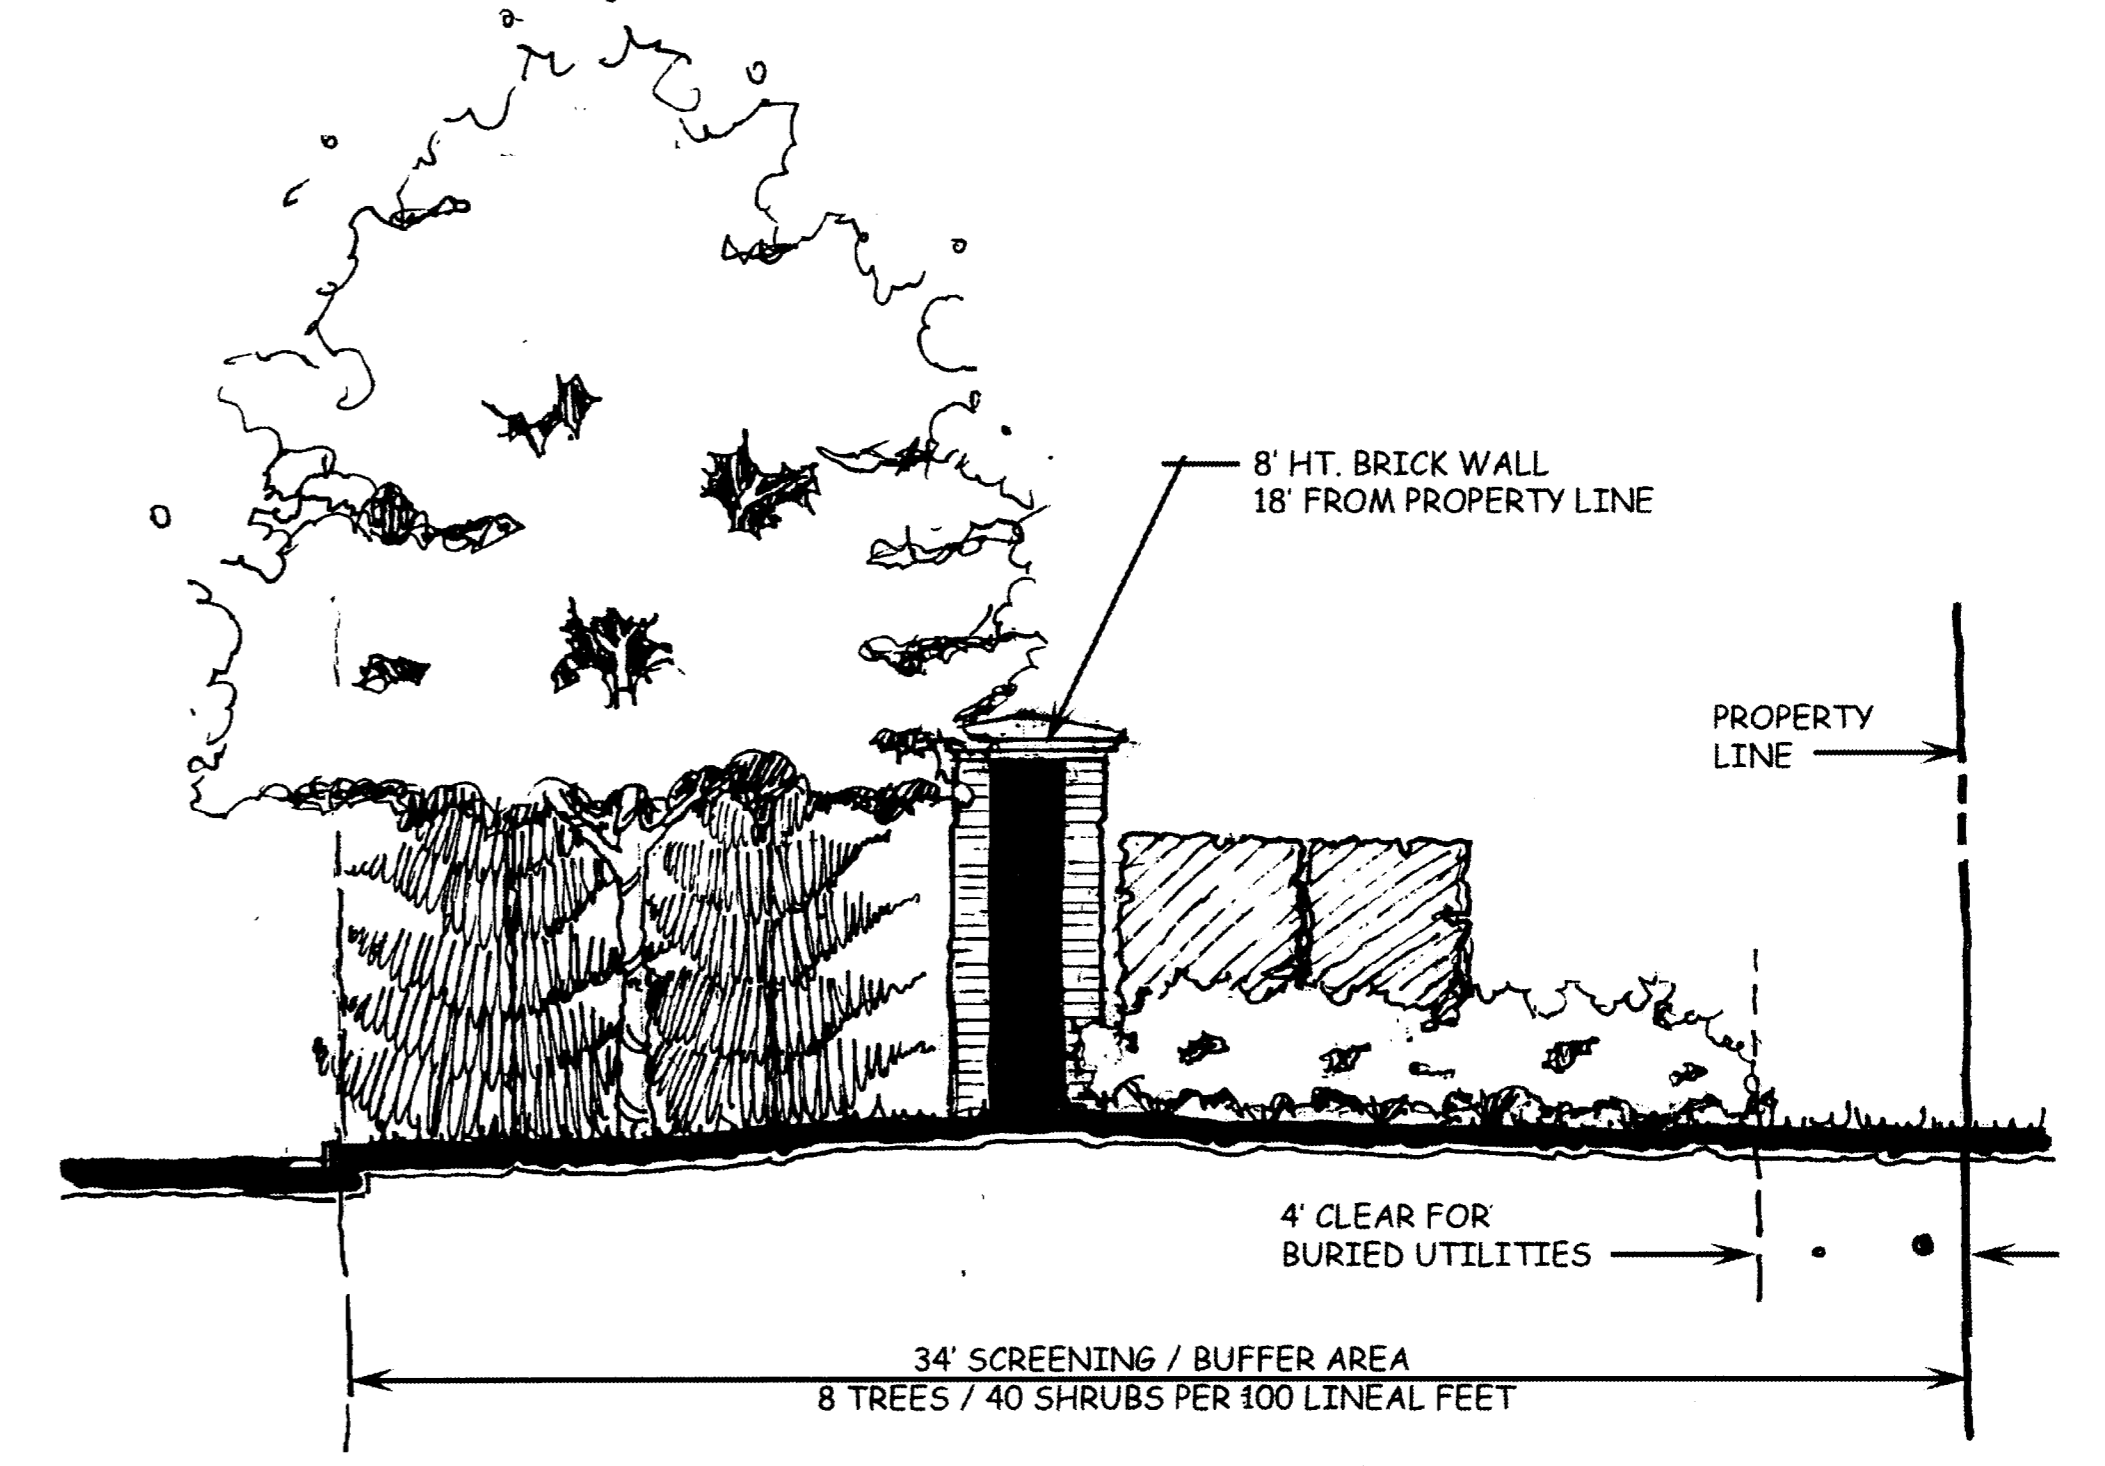 8' HT. BRICK WALL
18' FROM PROPERTY LINE
PROPERTY
LINE
4' CLEAR FOR
BURIED UTILITIES
34' SCREENING / BUFFER AREA
8 TREES / 40 SHRUBS PER 100 LINEAL FEET